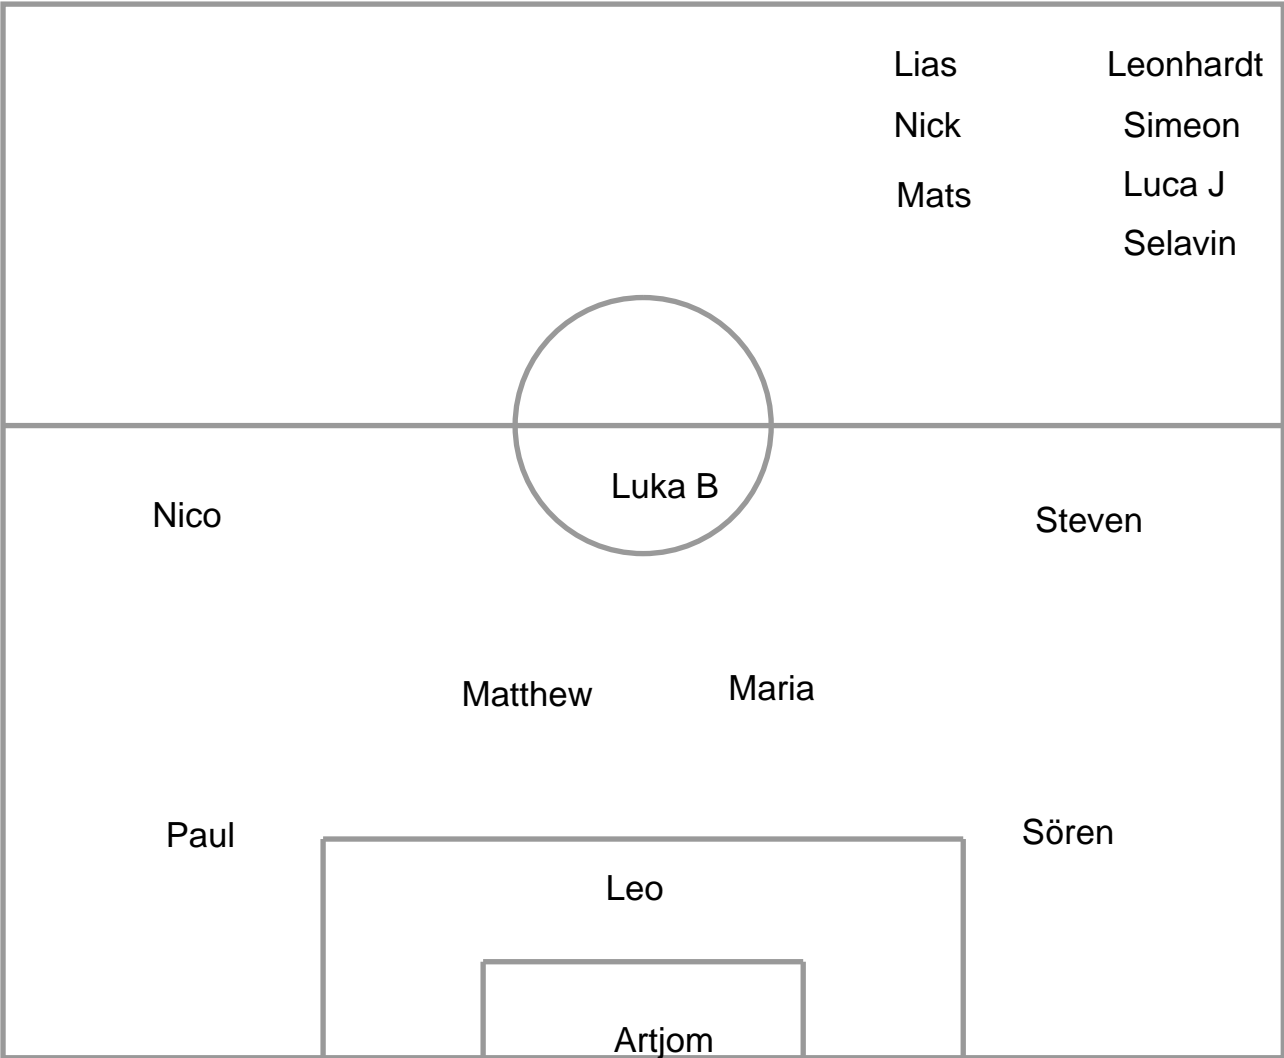 Lias
Leonhardt
Nick
Simeon
Mats
Luca J
Selavin
Luka B
Nico
Steven
Matthew
Maria
Paul
Sören
Leo
Artjom